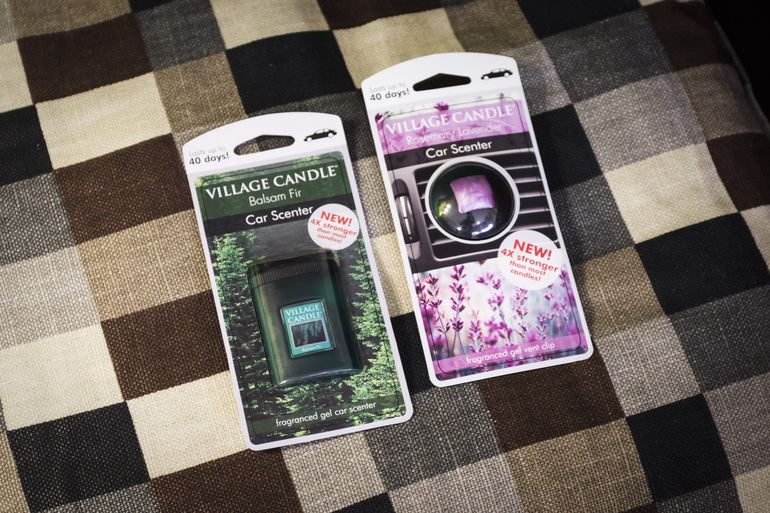 Lasts up to
40 days!
VILLAGE CANDLE®
Balsam Fir
Car Scenter
NEW!
4X stronger
than most
candles!
VILLAGE
CANDLE
Balsam Fir
fragranced gel car scenter
Lasts up to
40 days!
VILLAGE CANDLE®
Rosemary Lavender
Car Scenter
NEW!
4X stronger
than most
candles!
fragranced gel vent clip